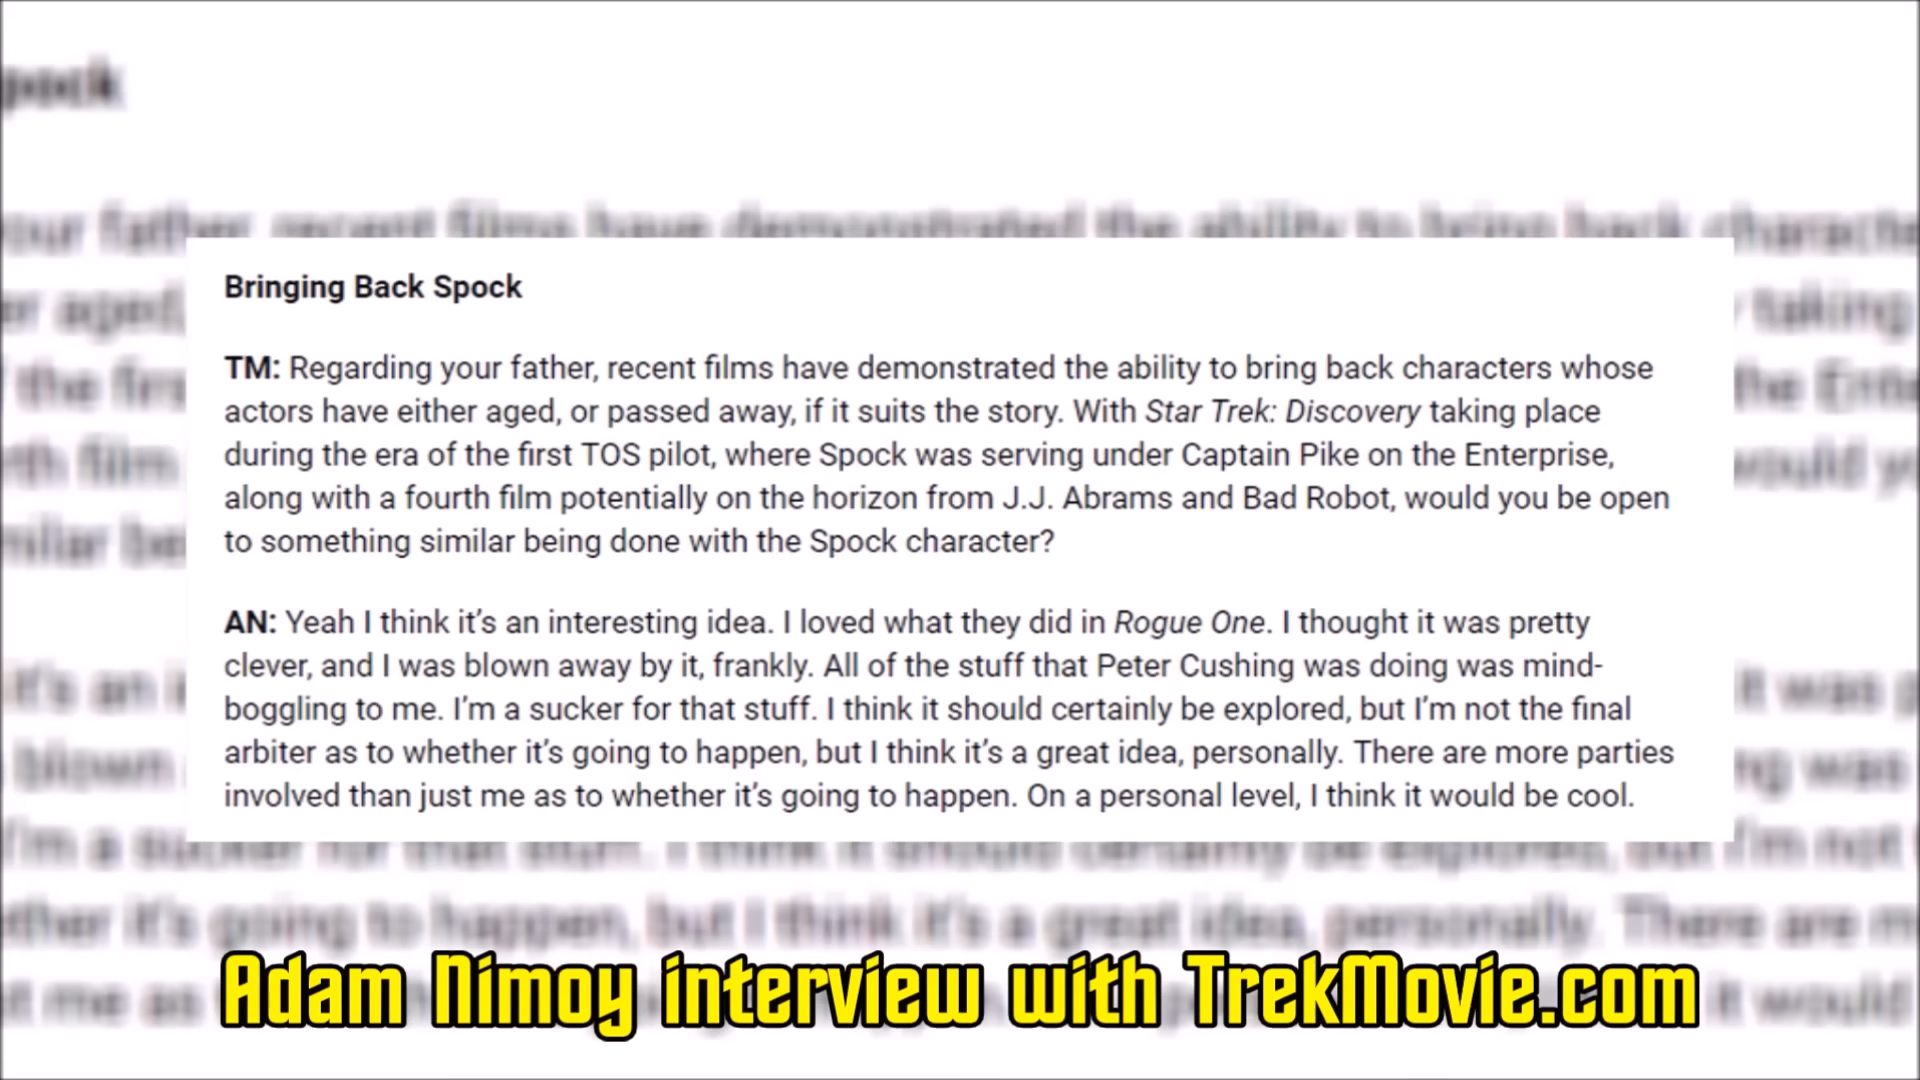 Bringing Back Spock
TM: Regarding your father, recent films have demonstrated the ability to bring back characters whose
actors have either aged, or passed away, if it suits the story. With Star Trek: Discovery taking place
during the era of the first TOS pilot, where Spock was serving under Captain Pike on the Enterprise,
along with a fourth film potentially on the horizon from J.J. Abrams and Bad Robot, would you be open
to something similar being done with the Spock character?
AN: Yeah I think it’s an interesting idea. I loved what they did in Rogue One. I thought it was pretty
clever, and I was blown away by it, frankly. All of the stuff that Peter Cushing was doing was mind-
boggling to me. I’m a sucker for that stuff. I think it should certainly be explored, but I’m not the final
arbiter as to whether it’s going to happen, but I think it’s a great idea, personally. There are more parties
involved than just me as to whether it’s going to happen. On a personal level, I think it would be cool.
Adam Nimoy interview with TrekMovie.com